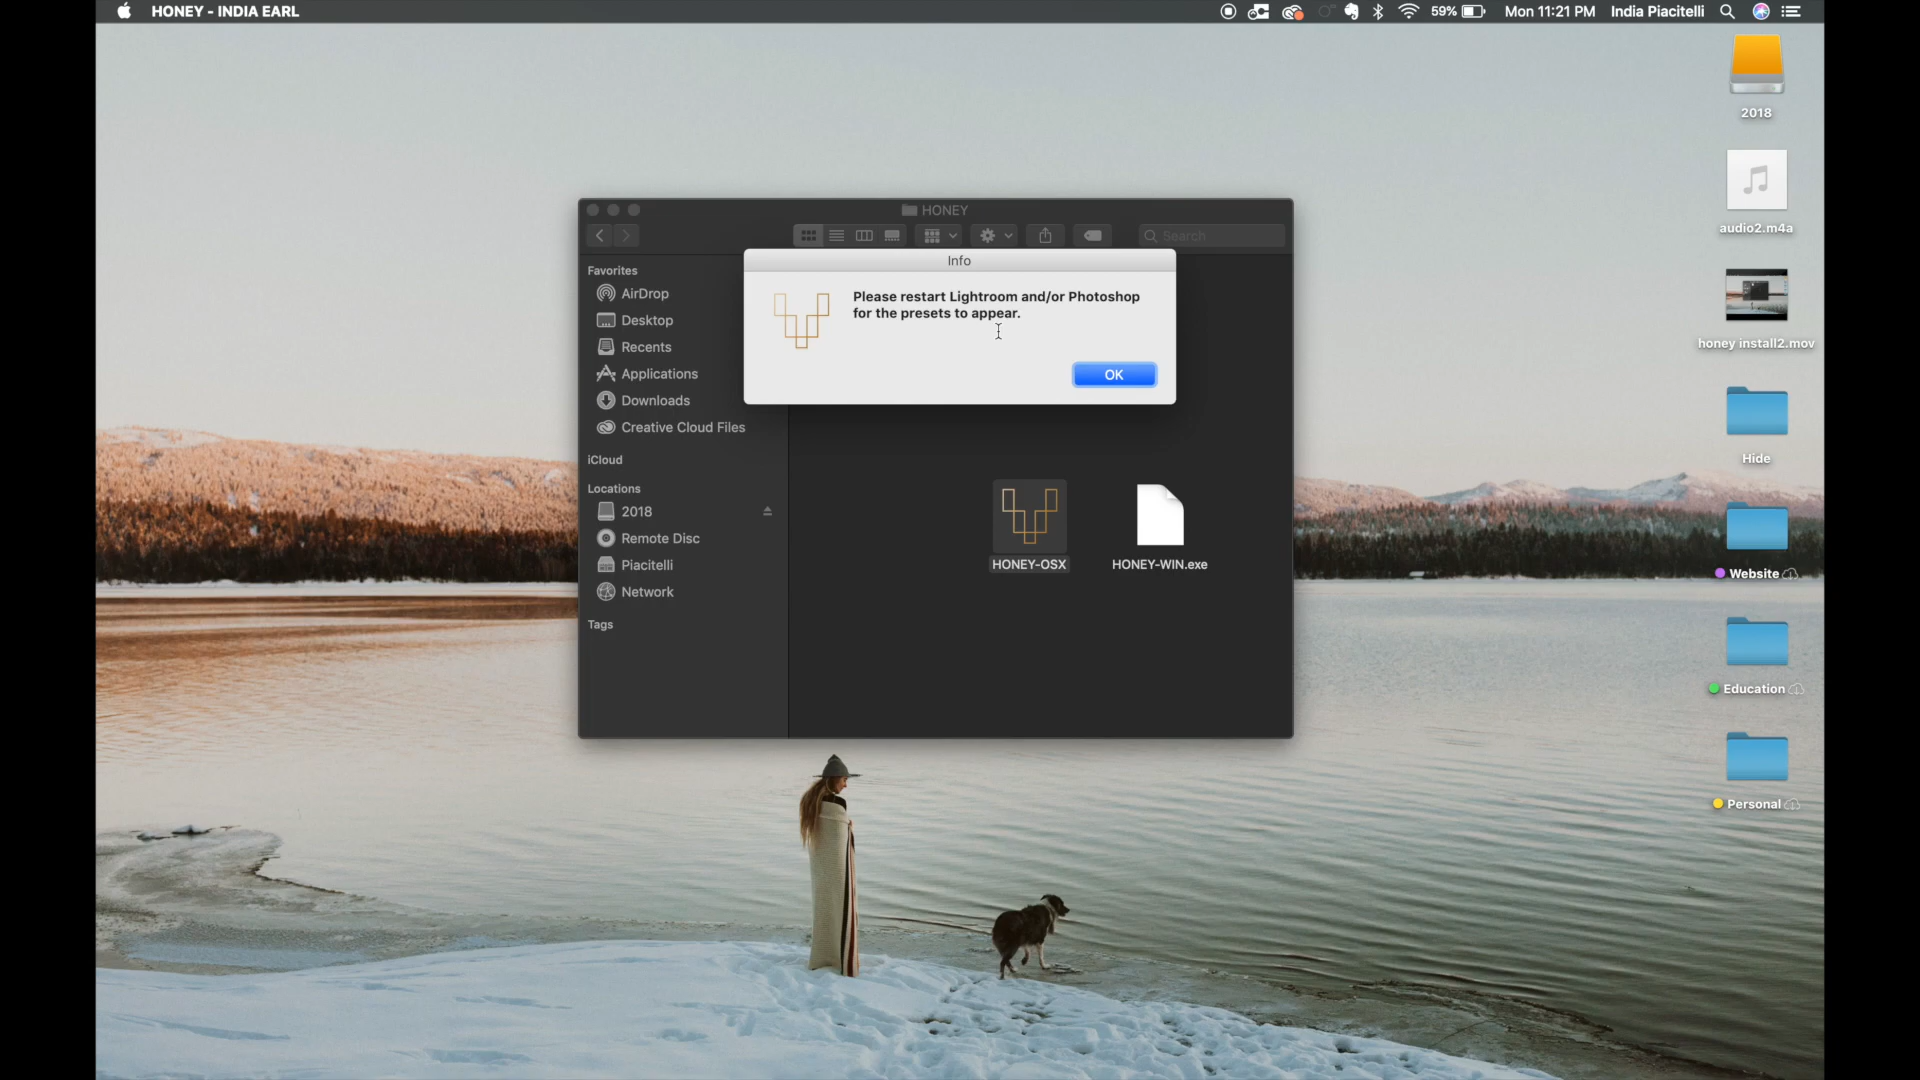 HONEY - INDIA EARL
59%
Mon 11:21 PM
India Piacitelli
2018
audio2.m4a
honey install2.mov
Hide
Website
Education
Personal
HONEY
Search
Favorites
AirDrop
Desktop
Recents
Applications
Downloads
Creative Cloud Files
iCloud
Locations
2018
Remote Disc
Piacitelli
Network
Tags
Info
Please restart Lightroom and/or Photoshop
for the presets to appear.
OK
HONEY-OSX
HONEY-WIN.exe